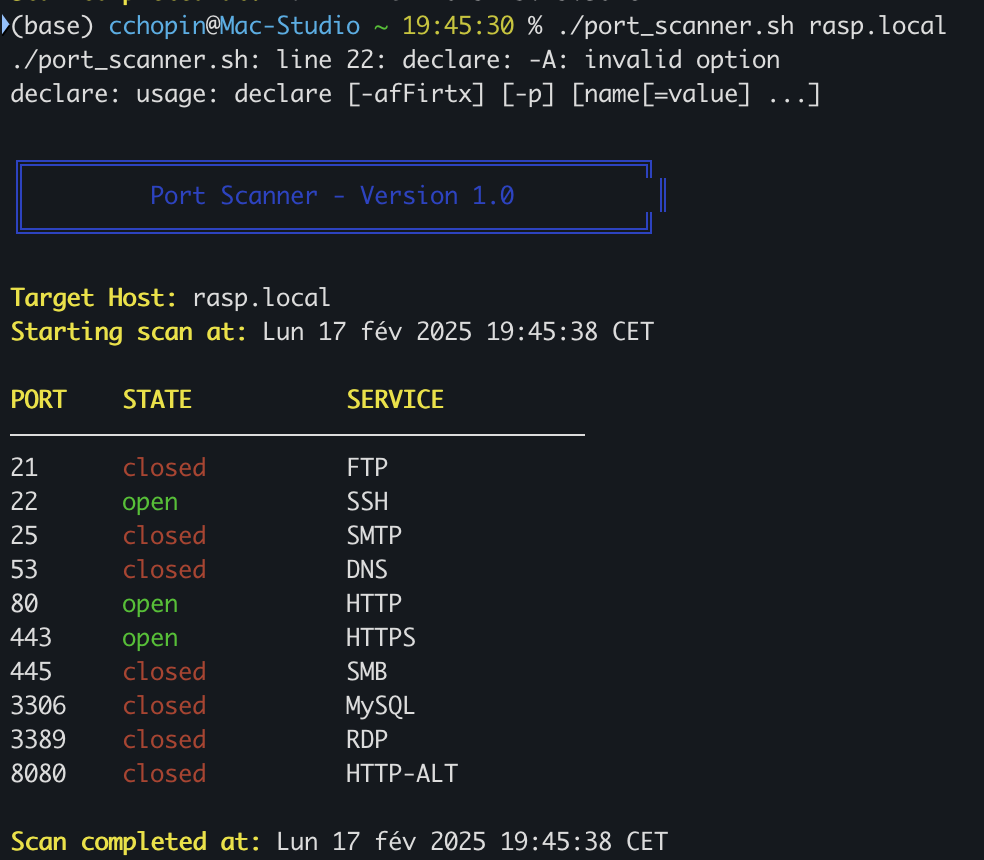 (base) cchopin@Mac-Studio ~ 19:45:30 % ./port_scanner.sh rasp.local
./port_scanner.sh: line 22: declare: -A: invalid option
declare: usage: declare [-afFirtx] [-p] [name[=value] ...]
Port Scanner - Version 1.0
Target Host: rasp.local
Starting scan at: Lun 17 fév 2025 19:45:38 CET
PORT STATE SERVICE
21 closed FTP
22 open SSH
25 closed SMTP
53 closed DNS
80 open HTTP
443 open HTTPS
445 closed SMB
3306 closed MySQL
3389 closed RDP
8080 closed HTTP-ALT
Scan completed at: Lun 17 fév 2025 19:45:38 CET